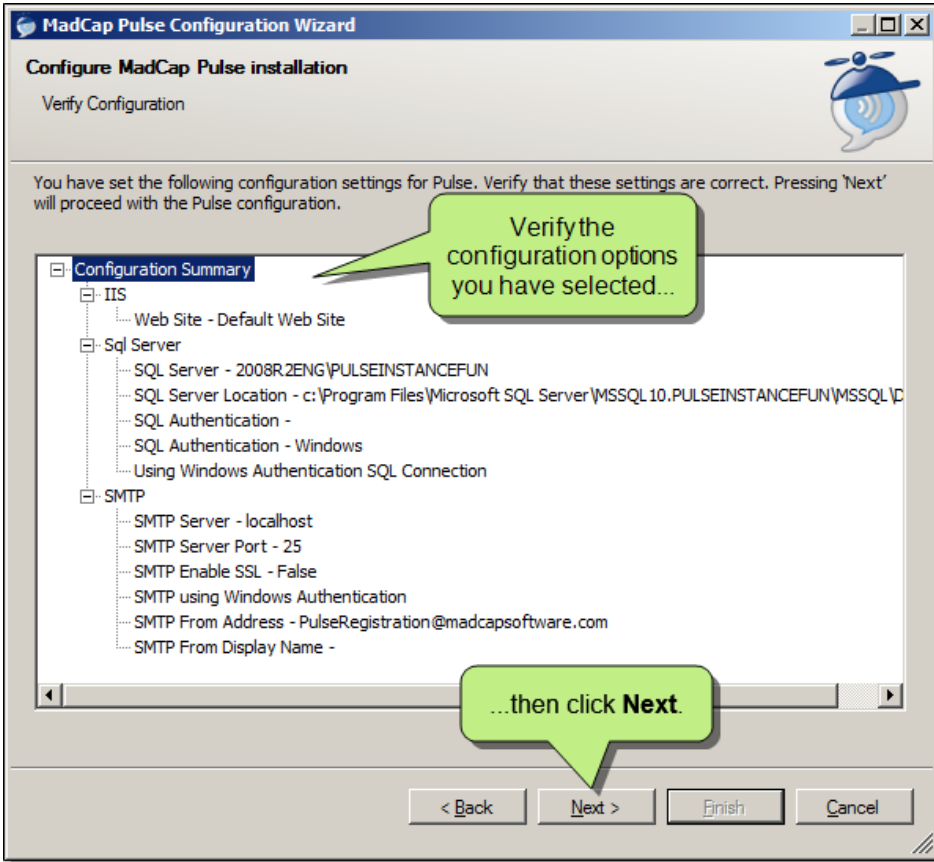 MadCap Pulse Configuration Wizard
Configure MadCap Pulse installation
Verify Configuration
You have set the following configuration settings for Pulse. Verify that these settings are correct. Pressing 'Next'
will proceed with the Pulse configuration.
Verify the
configuration options
you have selected...
Configuration Summary
IIS
Web Site - Default Web Site
Sql Server
SQL Server - 2008R2ENG\PULSEINSTANCEFUN
SQL Server Location - c:\Program Files\Microsoft SQL Server\MSSQL10.PULSEINSTANCEFUN\MSSQL\D
SQL Authentication -
SQL Authentication - Windows
Using Windows Authentication SQL Connection
SMTP
SMTP Server - localhost
SMTP Server Port - 25
SMTP Enable SSL - False
SMTP using Windows Authentication
SMTP From Address - PulseRegistration@madcapsoftware.com
SMTP From Display Name -
...then click Next.
< Back
Next >
Finish
Cancel